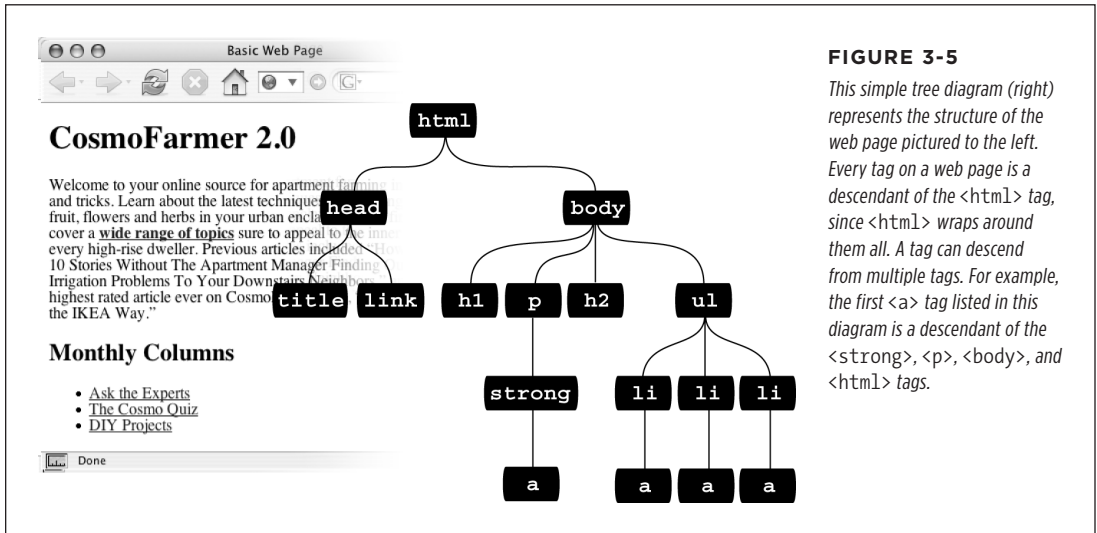 Basic Web Page
G
CosmoFarmer 2.0
Welcome to your online source for apartment farming
and tricks. Learn about the latest techniques
fruit, flowers and herbs in your urban
cover a wide range of topics sure to appeal to the inner
every high-rise dweller. Previous articles included
10 Stories Without The Apartment Manager Finding
Irrigation Problems To Your Downstairs Neighbors
highest rated article ever on
the IKEA Way.”
Monthly Columns
• Ask the Experts
• The Cosmo Quiz
• DIY Projects
Done
html
head body
title link h1 p h2 ul
strong li li li
a a a a
FIGURE 3-5
This simple tree diagram (right)
represents the structure of the
web page pictured to the left.
Every tag on a web page is a
descendant of the <html> tag,
since <html> wraps around
them all. A tag can descend
from multiple tags. For example,
the first <a> tag listed in this
diagram is a descendant of the
<strong>, <p>, <body>, and
<html> tags.